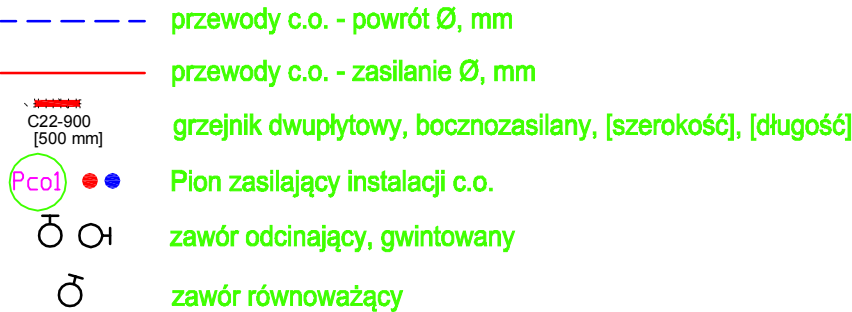 przewody c.o. - powrót Ø, mm
przewody c.o. - zasilanie Ø, mm
C22-900
[500 mm]
grzejnik dwupłytowy, bocznozasilany, [szerokość], [długość]
Pco1
Pion zasilający instalacji c.o.
zawór odcinający, gwintowany
zawór równoważący